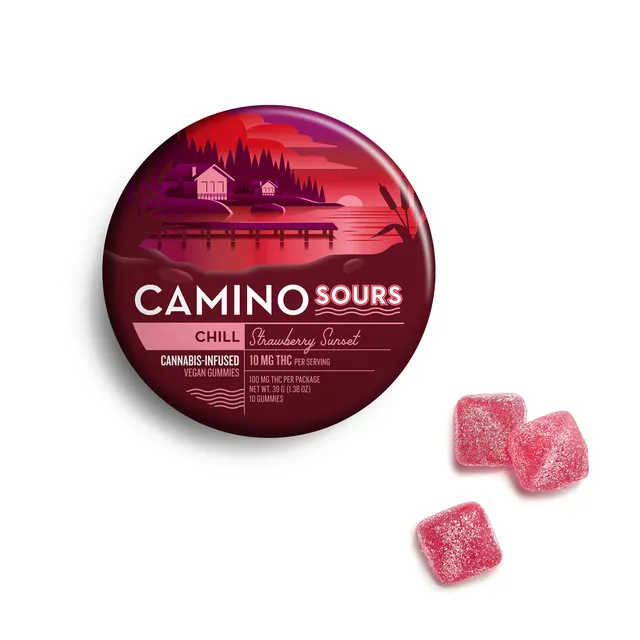 CAMINO SOURS
CHILL Strawberry Sunset
CANNABIS-INFUSED
VEGAN GUMMIES
10 MG THC PER SERVING
100 MG THC PER PACKAGE
NET WT. 39 G (1.38 OZ)
10 GUMMIES